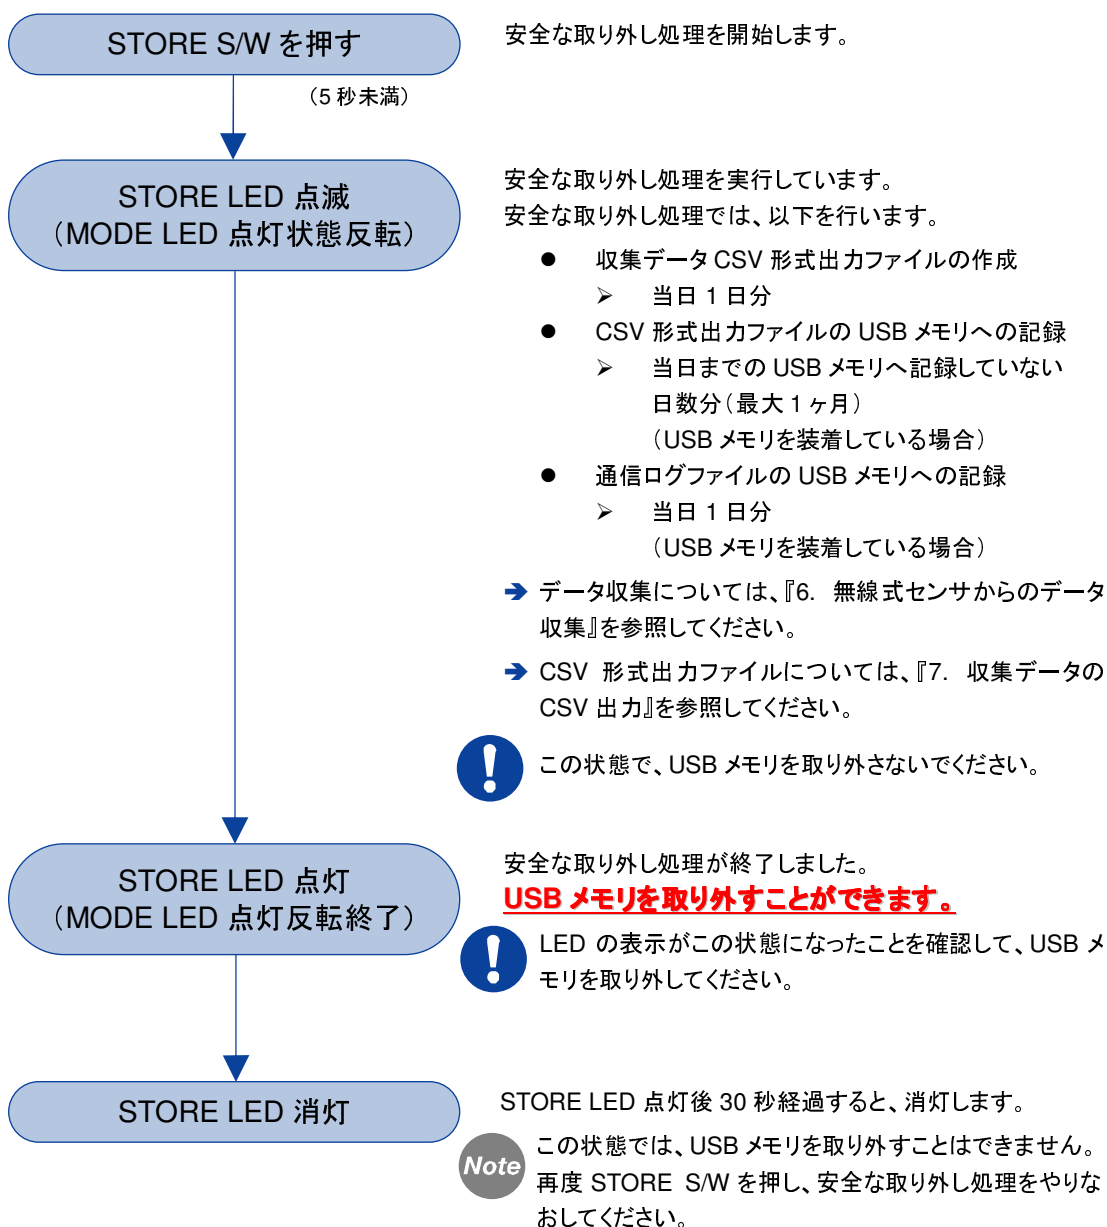 STORE S/W を押す
安全な取り外し処理を開始します。
（5 秒未満）
STORE LED 点滅
（MODE LED 点灯状態反転）
安全な取り外し処理を実行しています。
安全な取り外し処理では、以下を行います。
● 収集データ CSV 形式出力ファイルの作成
➢ 当日 1 日分
● CSV 形式出力ファイルの USB メモリへの記録
➢ 当日までの USB メモリへ記録していない
日数分（最大 1 ヶ月）
（USB メモリを装着している場合）
● 通信ログファイルの USB メモリへの記録
➢ 当日 1 日分
（USB メモリを装着している場合）
➔ データ収集については、『6. 無線式センサからのデータ
収集』を参照してください。
➔ CSV 形式出力ファイルについては、『7. 収集データの
CSV 出力』を参照してください。
この状態で、USB メモリを取り外さないでください。
STORE LED 点灯
（MODE LED 点灯反転終了）
安全な取り外し処理が終了しました。
USB メモリを取り外すことができます。
LED の表示がこの状態になったことを確認して、USB メ
モリを取り外してください。
STORE LED 消灯
STORE LED 点灯後 30 秒経過すると、消灯します。
Note
この状態では、USB メモリを取り外すことはできません。
再度 STORE S/W を押し、安全な取り外し処理をやりな
おしてください。